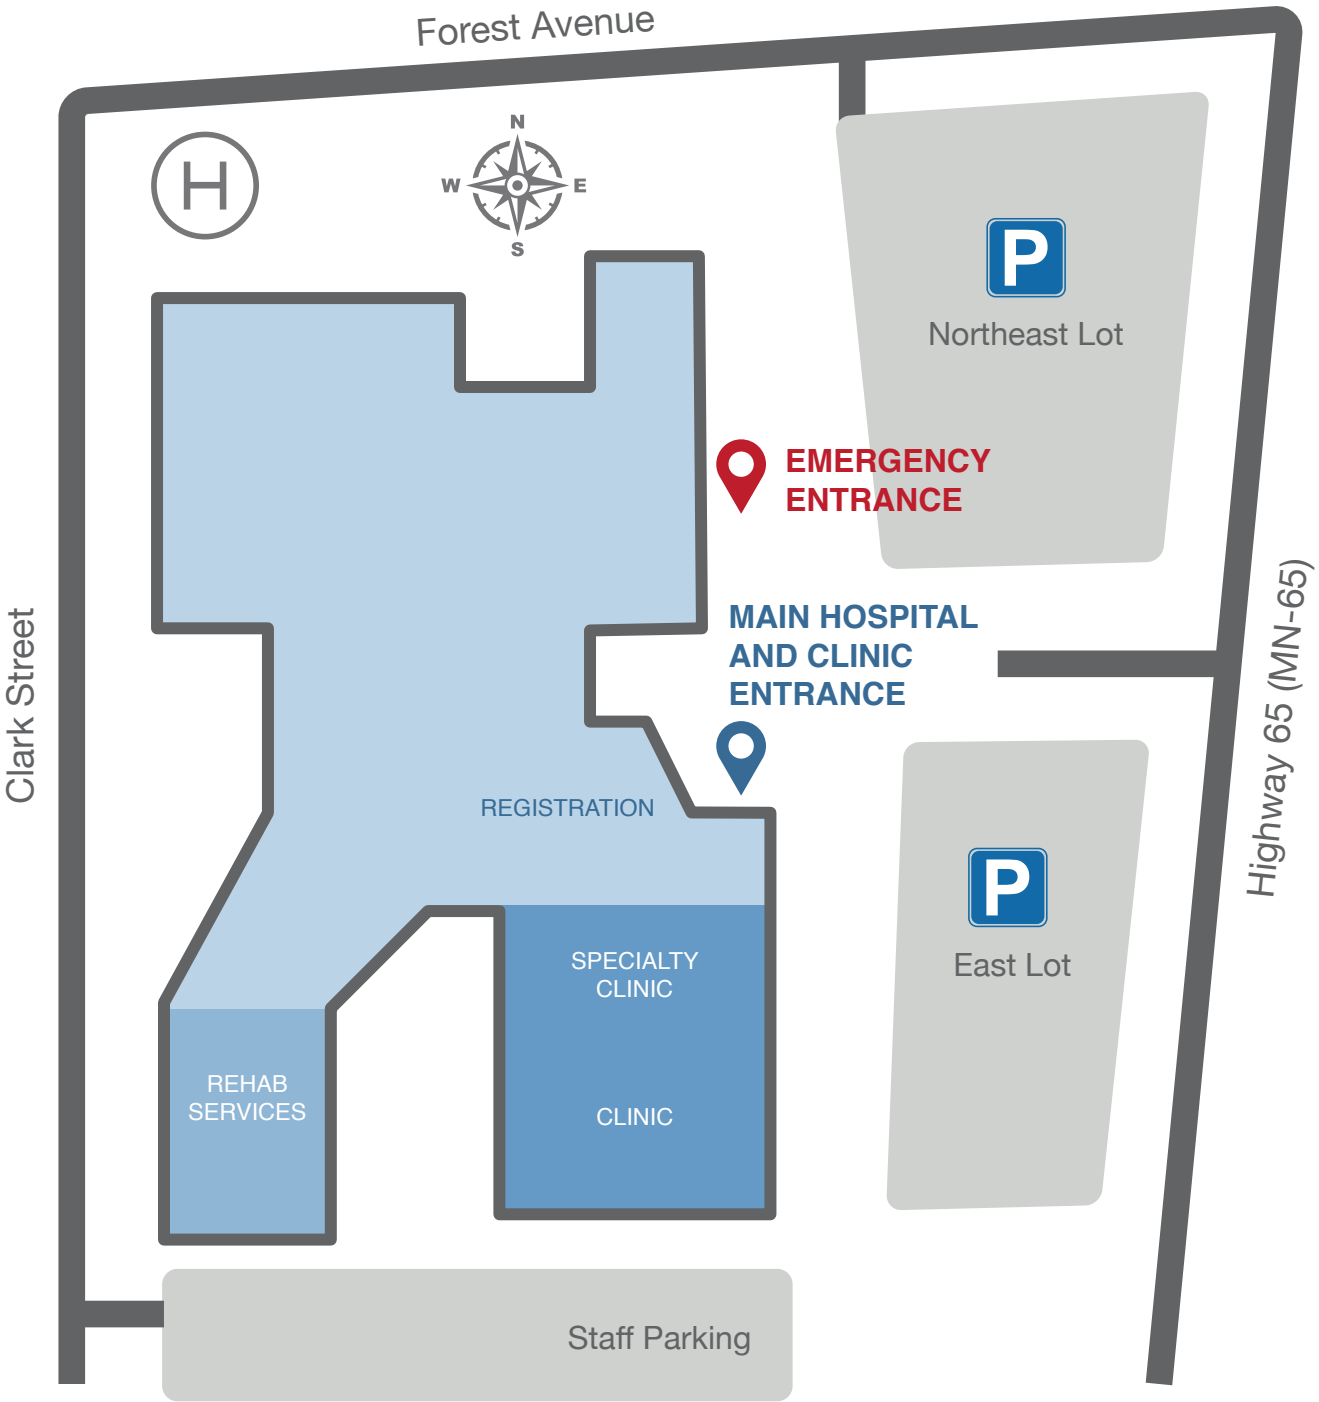 Forest Avenue
H
N
W
E
S
P
Northeast Lot
EMERGENCY
ENTRANCE
MAIN HOSPITAL
AND CLINIC
ENTRANCE
Clark Street
Highway 65 (MN-65)
REGISTRATION
P
East Lot
SPECIALTY
CLINIC
REHAB
SERVICES
CLINIC
Staff Parking